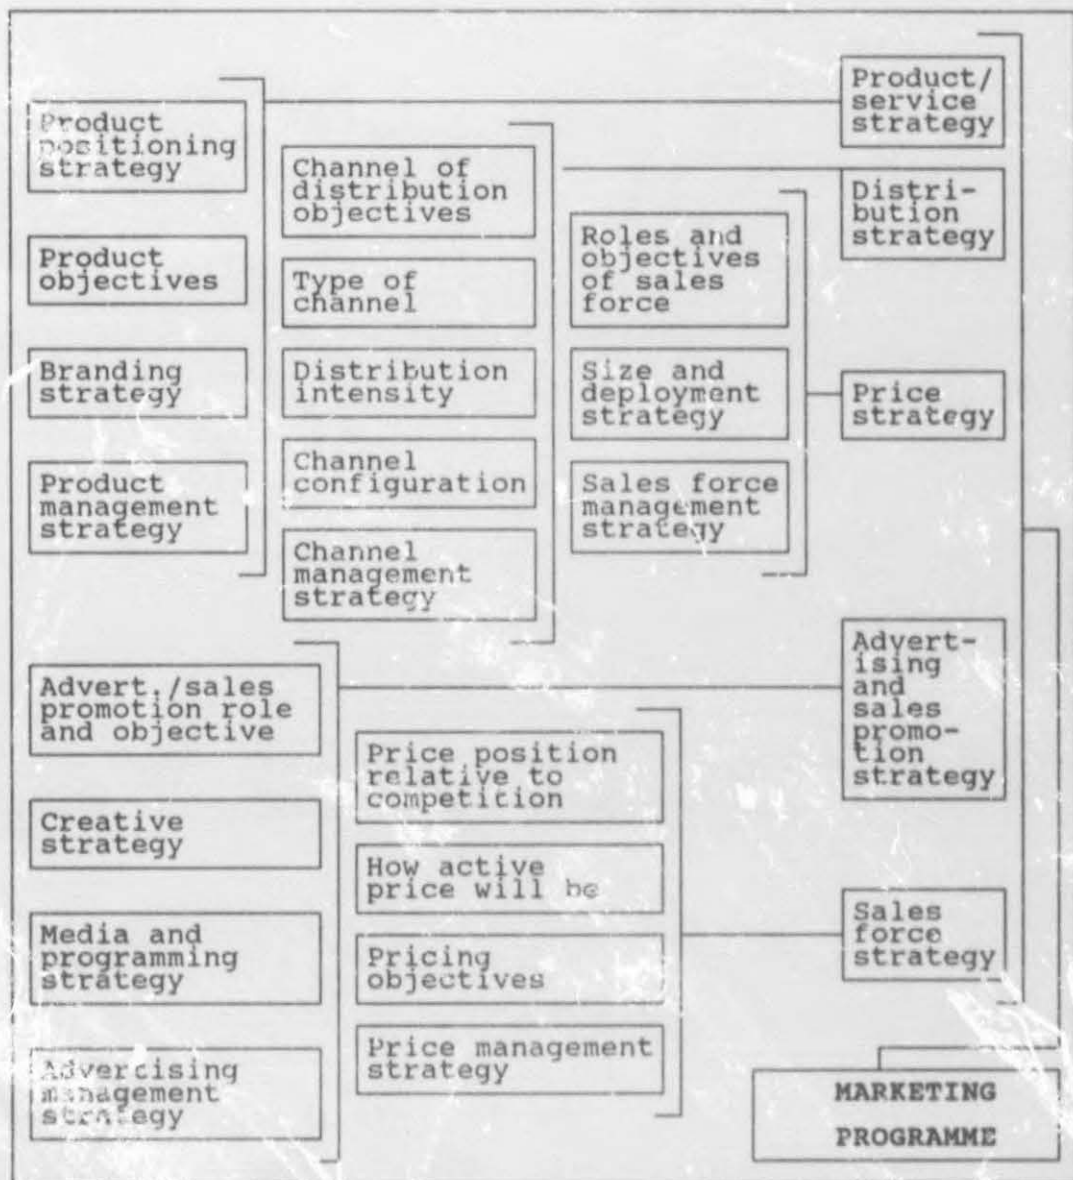 Product
positioning
strategy
Product
objectives
Branding
strategy
Product
management
strategy
Channel of
distribution
objectives
Type of
channel
Distribution
intensity
Channel
configuration
Channel
management
strategy
Roles and
objectives
of sales
force
Size and
deployment
strategy
Sales force
management
strategy
Product/
service
strategy
Distri-
bution
strategy
Price
strategy
Advert./sales
promotion role
and objective
Creative
strategy
Media and
programming
strategy
Advertising
management
strategy
Price position
relative to
competition
How active
price will be
Pricing
objectives
Price management
strategy
Advert-
ising
and
sales
promo-
tion
strategy
Sales
force
strategy
MARKETING
PROGRAMME